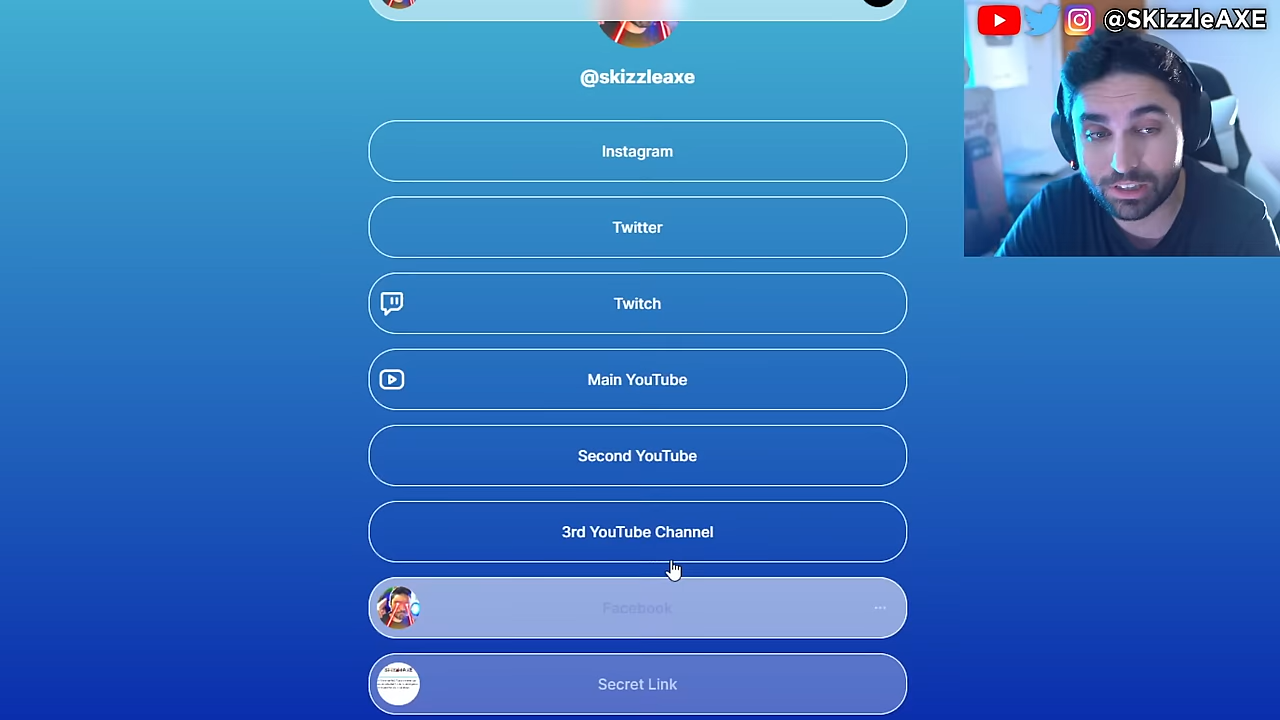 @SKizzleAXE
@skizzleaxe
Instagram
Twitter
Twitch
Main YouTube
Second YouTube
3rd YouTube Channel
Facebook
Secret Link